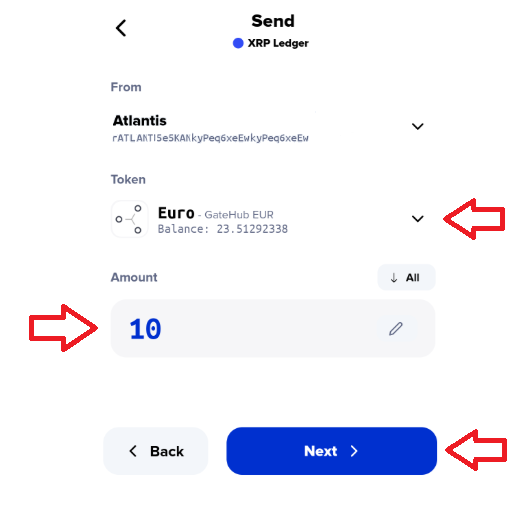 Send
XRP Ledger
From
Atlantis
rATLANTI5e5KANkyPeq6xeEwkyPeq6xeEw
Token
Euro - GateHub EUR
Balance: 23.51292338
Amount
↓ All
10
Back
Next